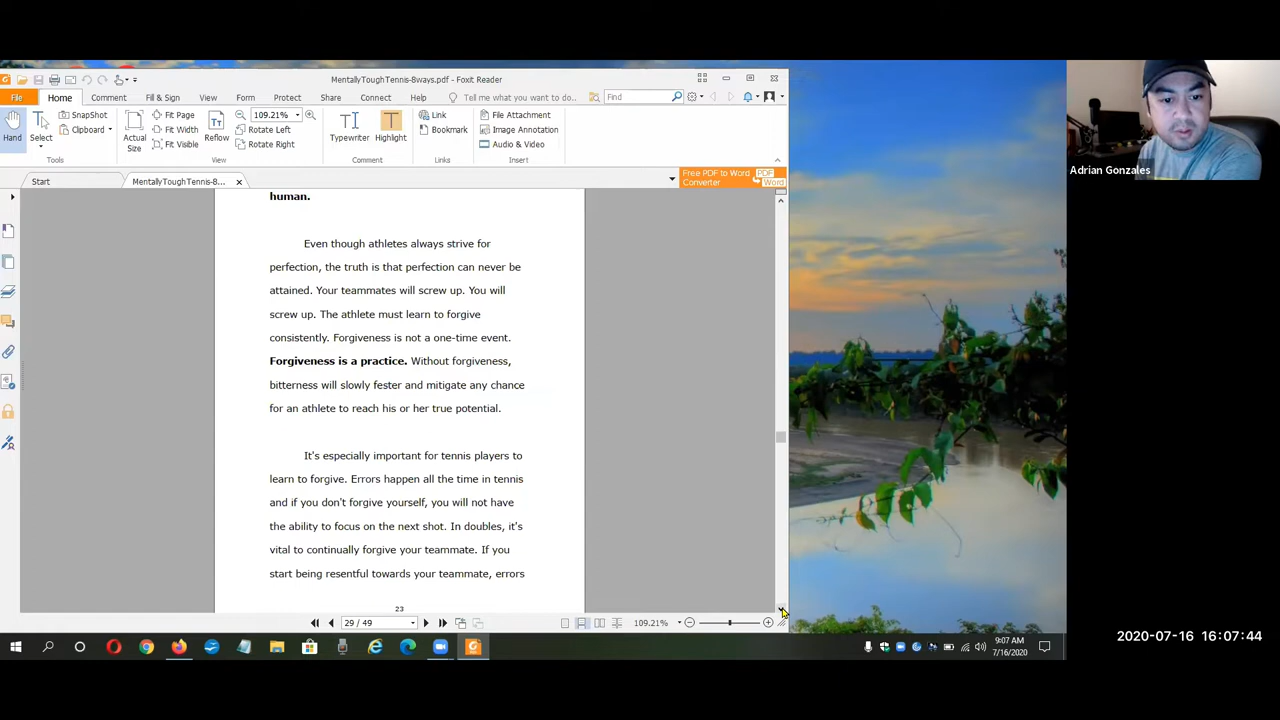 MentallyToughTennis-8ways.pdf - Foxit Reader
File Home Comment Fill & Sign View Form Protect Share Connect Help Tell me what you want to do.. Find
Hand
Select
SnapShot
Clipboard
Actual Size
Fit Page
Fit Width
Fit Visible
Reflow
109.21%
Rotate Left
Rotate Right
Typewriter
Highlight
Link
Bookmark
File Attachment
Image Annotation
Audio & Video
Tools View Comment Links Insert
Start
MentallyToughTennis-8...
Free PDF to Word Converter
PDF
Word
human.
Even though athletes always strive for
perfection, the truth is that perfection can never be
attained. Your teammates will screw up. You will
screw up. The athlete must learn to forgive
consistently. Forgiveness is not a one-time event.
Forgiveness is a practice. Without forgiveness,
bitterness will slowly fester and mitigate any chance
for an athlete to reach his or her true potential.
It's especially important for tennis players to
learn to forgive. Errors happen all the time in tennis
and if you don't forgive yourself, you will not have
the ability to focus on the next shot. In doubles, it's
vital to continually forgive your teammate. If you
start being resentful towards your teammate, errors
23
29 / 49
109.21%
9:07 AM
7/16/2020
Adrian Gonzales
2020-07-16 16:07:44